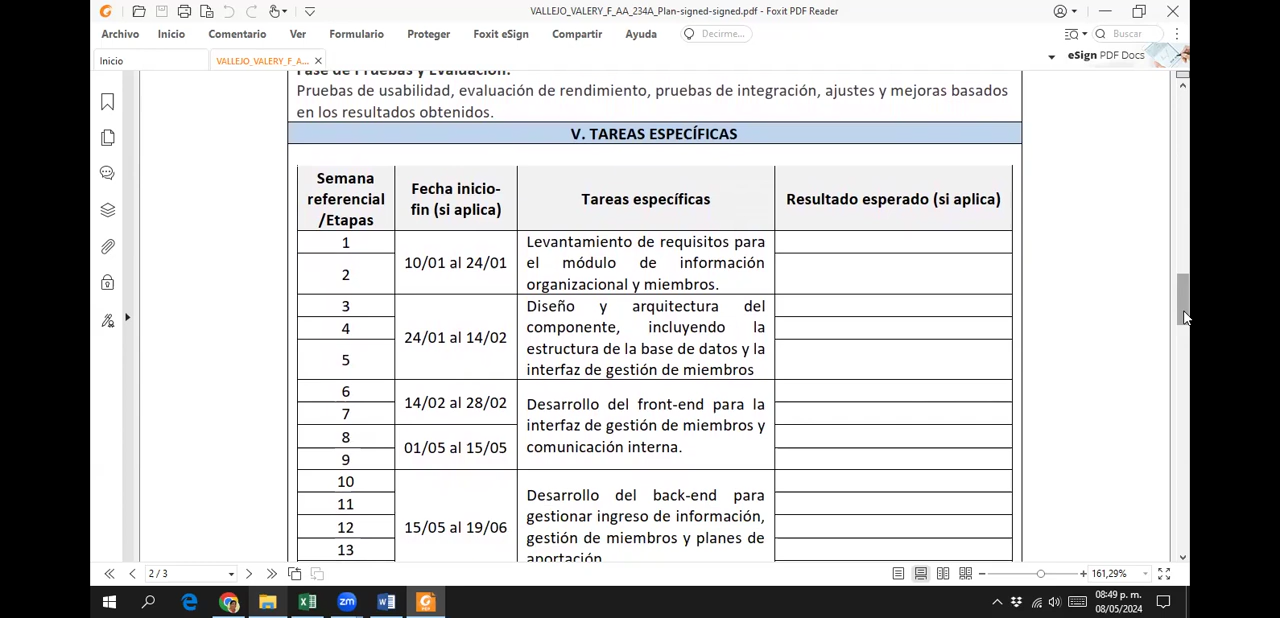 VALLEJO_VALERY_F_AA_234A_Plan-signed-signed.pdf - Foxit PDF Reader
Archivo Inicio Comentario Ver Formulario Proteger Foxit eSign Compartir Ayuda Decirme... Buscar
Inicio VALLEJO_VALERY_F_A... eSign PDF Docs
Fase de Pruebas y Evaluación:
Pruebas de usabilidad, evaluación de rendimiento, pruebas de integración, ajustes y mejoras basados
en los resultados obtenidos.
V. TAREAS ESPECÍFICAS
Semana
referencial
/Etapas
Fecha inicio-
fin (si aplica)
Tareas específicas
Resultado esperado (si aplica)
1
2
10/01 al 24/01
Levantamiento de requisitos para
el módulo de información
organizacional y miembros.
3
4
5
24/01 al 14/02
Diseño y arquitectura del
componente, incluyendo la
estructura de la base de datos y la
interfaz de gestión de miembros
6
7
14/02 al 28/02
8
9
01/05 al 15/05
Desarrollo del front-end para la
interfaz de gestión de miembros y
comunicación interna.
10
11
12
13
15/05 al 19/06
Desarrollo del back-end para
gestionar ingreso de información,
gestión de miembros y planes de
aportación
2 / 3 161,29%
08:49 p. m.
08/05/2024